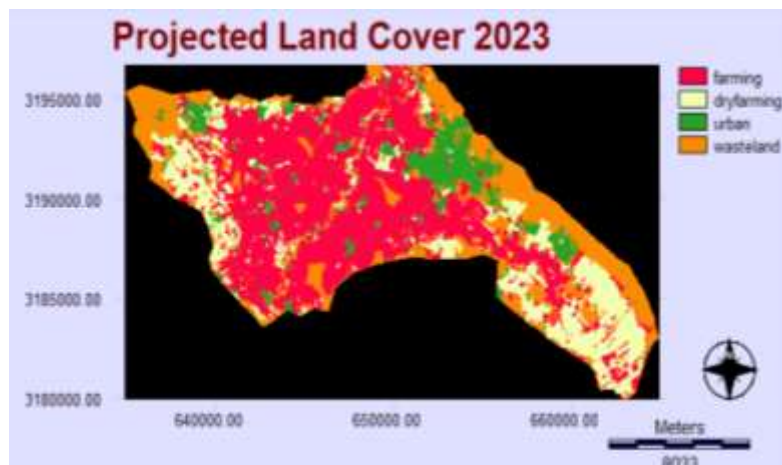 Projected Land Cover 2023
farming
dryfarming
urban
wasteland
3195000.00
3190000.00
3185000.00
3180000.00
640000.00
650000.00
660000.00
Meters